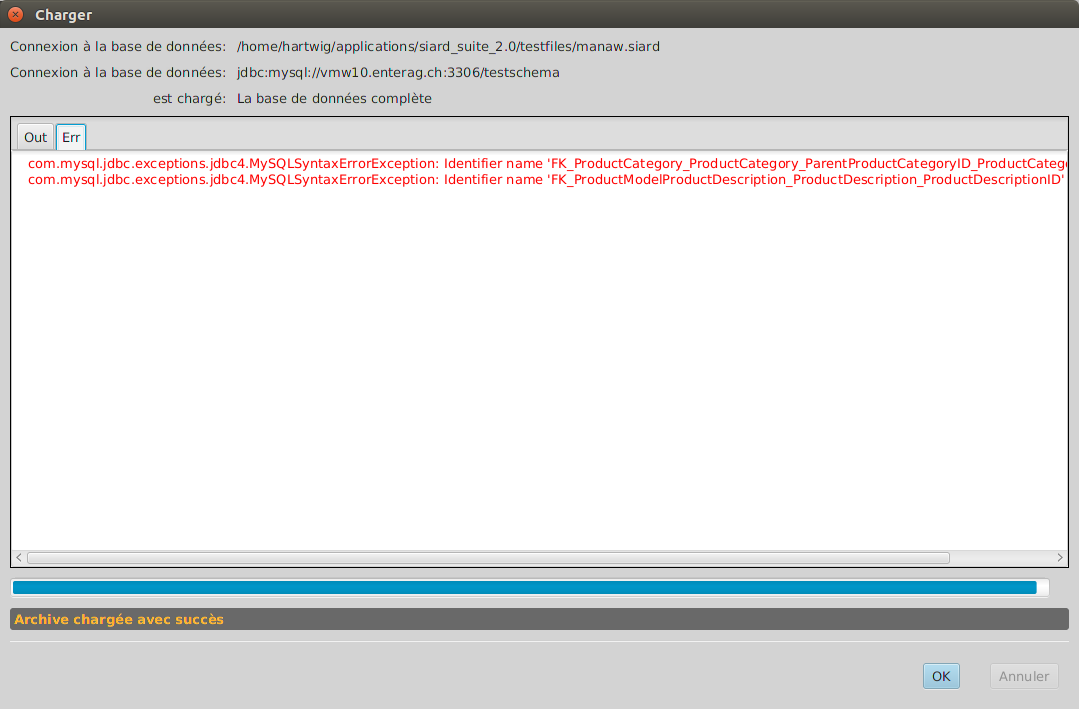 Charger
Connexion à la base de données: /home/hartwig/applications/siard_suite_2.0/testfiles/manaw.siard
Connexion à la base de données: jdbc:mysql://vmw10.enterag.ch:3306/testschema
est chargé: La base de données complète
Out Err
com.mysql.jdbc.exceptions.jdbc4.MySQLSyntaxErrorException: Identifier name 'FK_ProductCategory_ProductCategory_ParentProductCategoryID_ProductCateg
com.mysql.jdbc.exceptions.jdbc4.MySQLSyntaxErrorException: Identifier name 'FK_ProductModelProductDescription_ProductDescription_ProductDescriptionID'
Archive chargée avec succès
OK Annuler